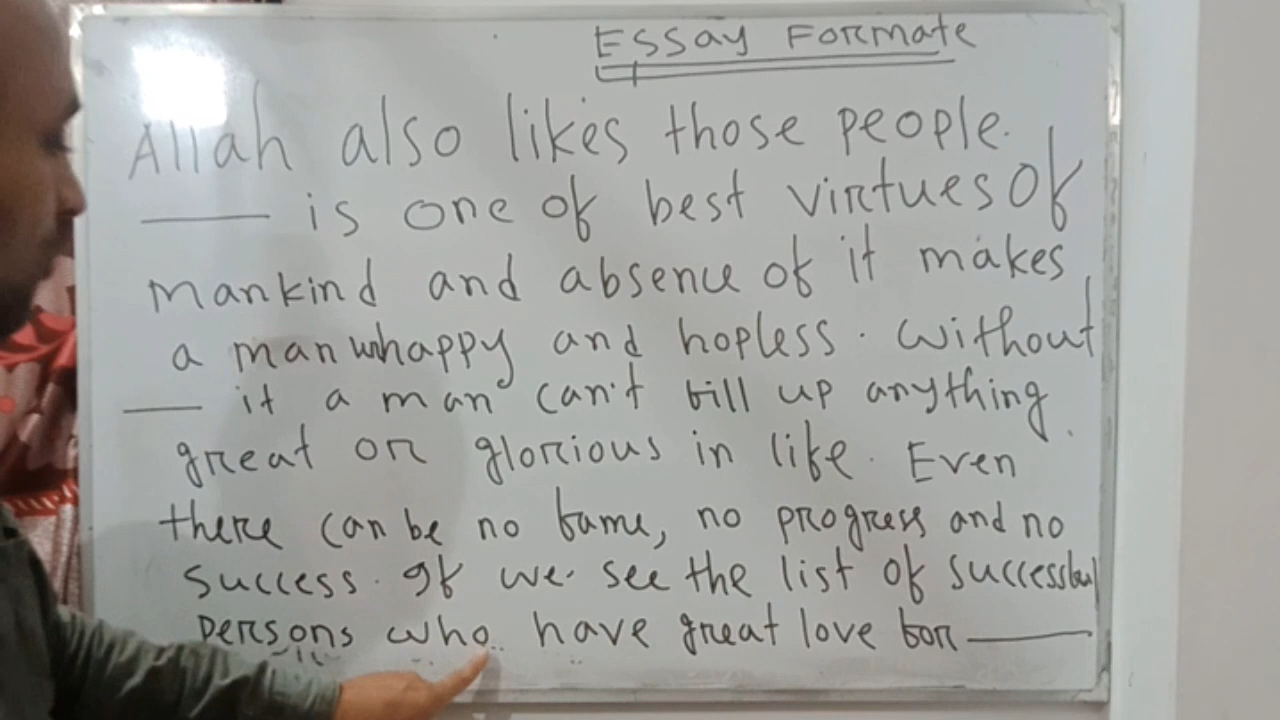 Essay Formate
Allah also likes those people.
____ is one of best virtues of
mankind and absence of it makes
a man unhappy and hopless. Without
____ it a man can't fill up anything
great or glorious in life. Even
there can be no fame, no progress and no
success. If we see the list of successful
persons who have great love for ____